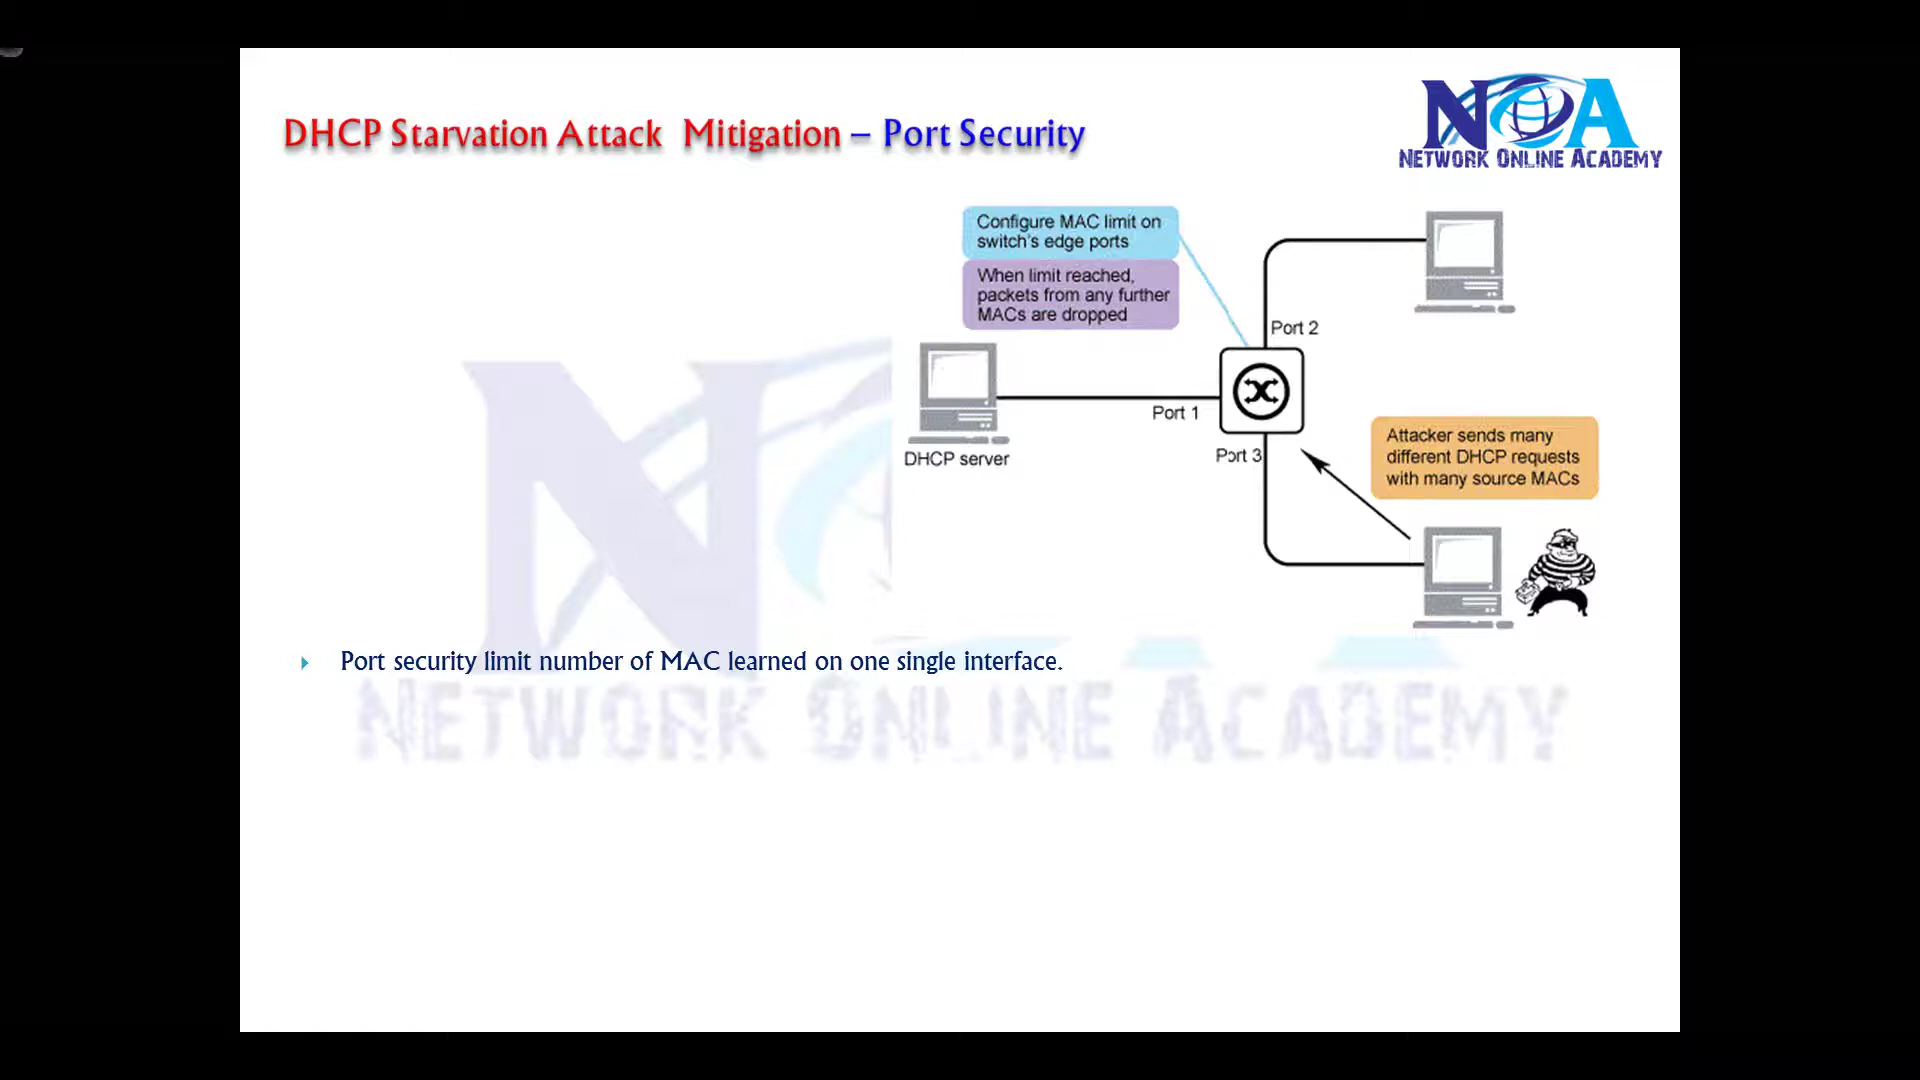 DHCP Starvation Attack Mitigation – Port Security
NOA
NETWORK ONLINE ACADEMY
Configure MAC limit on
switch's edge ports
When limit reached,
packets from any further
MACs are dropped
Port 2
Port 1
DHCP server
Port 3
Attacker sends many
different DHCP requests
with many source MACs
Port security limit number of MAC learned on one single interface.
NETWORK ONLINE ACADEMY